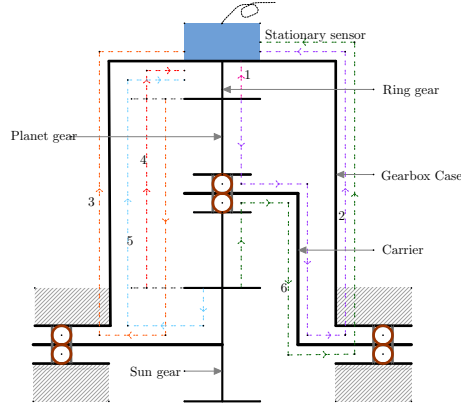 Stationary sensor
1
Ring gear
Planet gear
4
Gearbox Case
3
2
5
Carrier
6
Sun gear